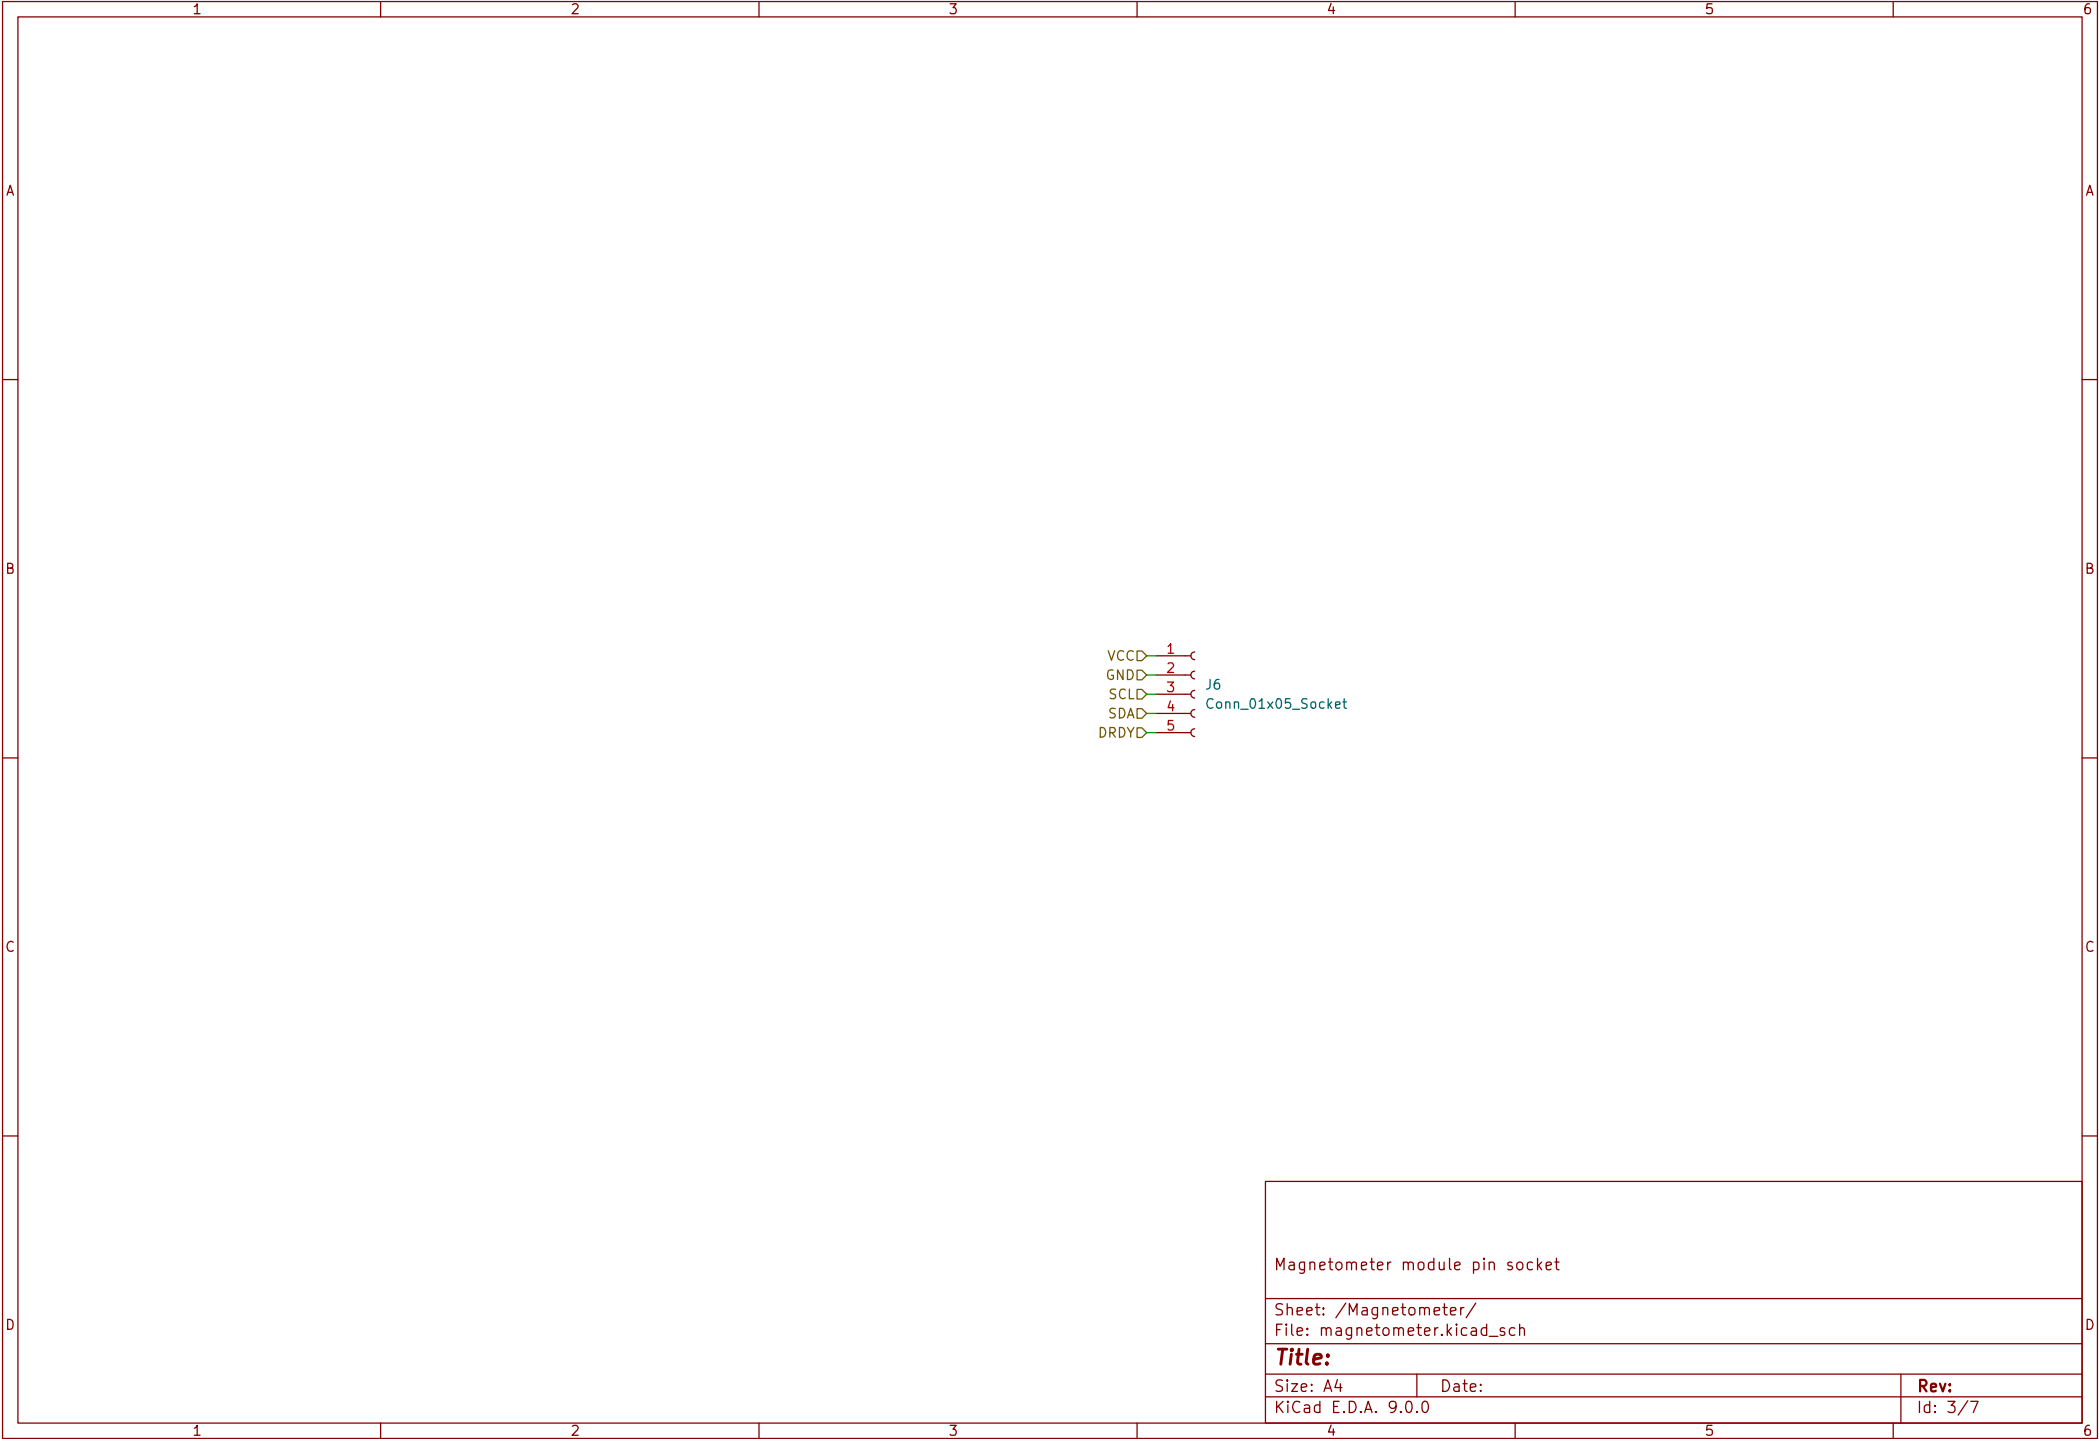 1 2 3 4 5 6
A A
B B
VCC 1
GND 2
SCL 3
J6
SDA 4
Conn_01x05_Socket
DRDY 5
C C
Magnetometer module pin socket
Sheet: /Magnetometer/
File: magnetometer.kicad_sch
D D
Title:
Size: A4 Date: Rev:
KiCad E.D.A. 9.0.0 Id: 3/7
1 2 3 4 5 6